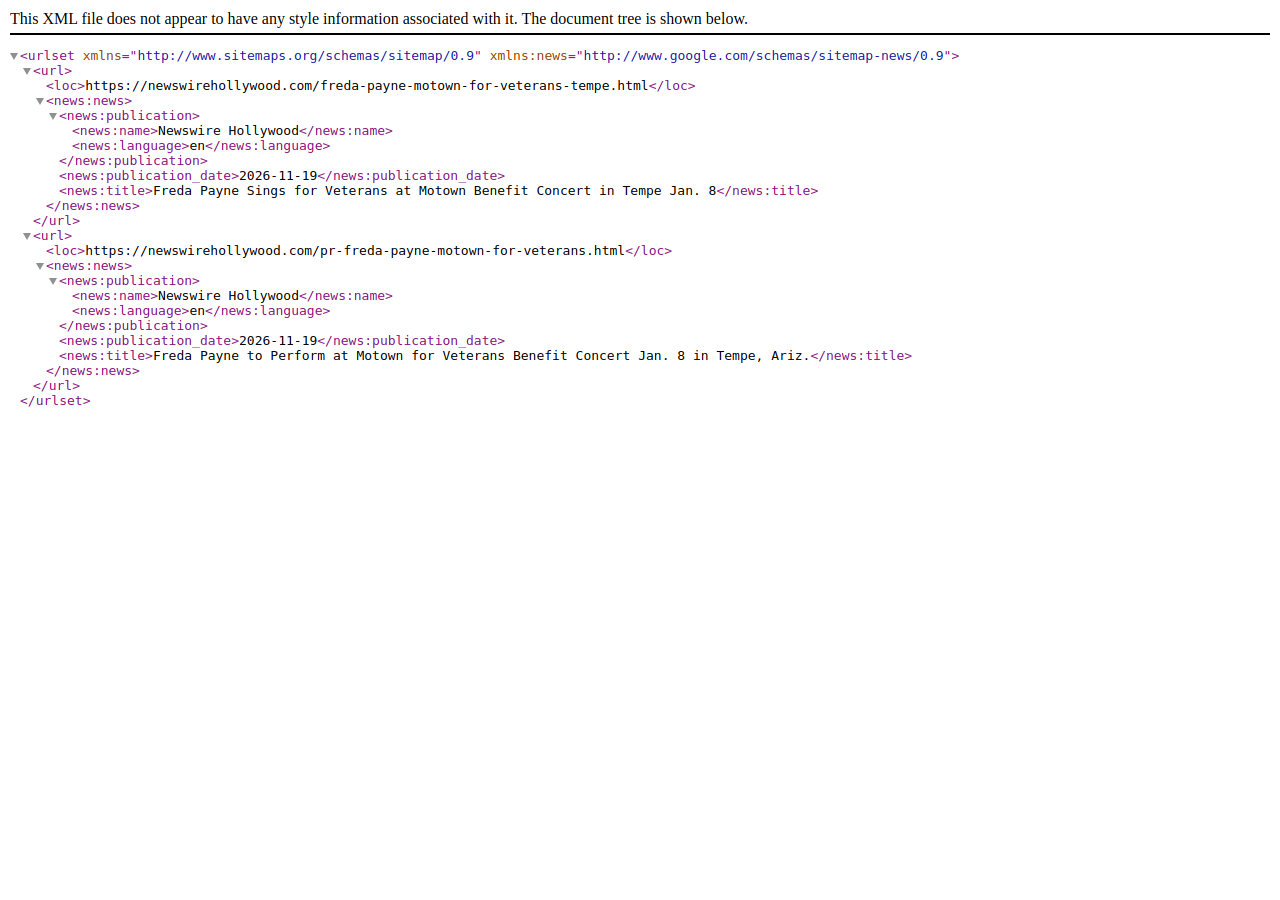 This XML file does not appear to have any style information associated with it. The document tree is shown below.
<urlset xmlns="http://www.sitemaps.org/schemas/sitemap/0.9" xmlns:news="http://www.google.com/schemas/sitemap-news/0.9">
<url>
<loc>https://newswirehollywood.com/freda-payne-motown-for-veterans-tempe.html</loc>
<news:news>
<news:publication>
<news:name>Newswire Hollywood</news:name>
<news:language>en</news:language>
</news:publication>
<news:publication_date>2026-11-19</news:publication_date>
<news:title>Freda Payne Sings for Veterans at Motown Benefit Concert in Tempe Jan. 8</news:title>
</news:news>
</url>
<url>
<loc>https://newswirehollywood.com/pr-freda-payne-motown-for-veterans.html</loc>
<news:news>
<news:publication>
<news:name>Newswire Hollywood</news:name>
<news:language>en</news:language>
</news:publication>
<news:publication_date>2026-11-19</news:publication_date>
<news:title>Freda Payne to Perform at Motown for Veterans Benefit Concert Jan. 8 in Tempe, Ariz.</news:title>
</news:news>
</url>
</urlset>